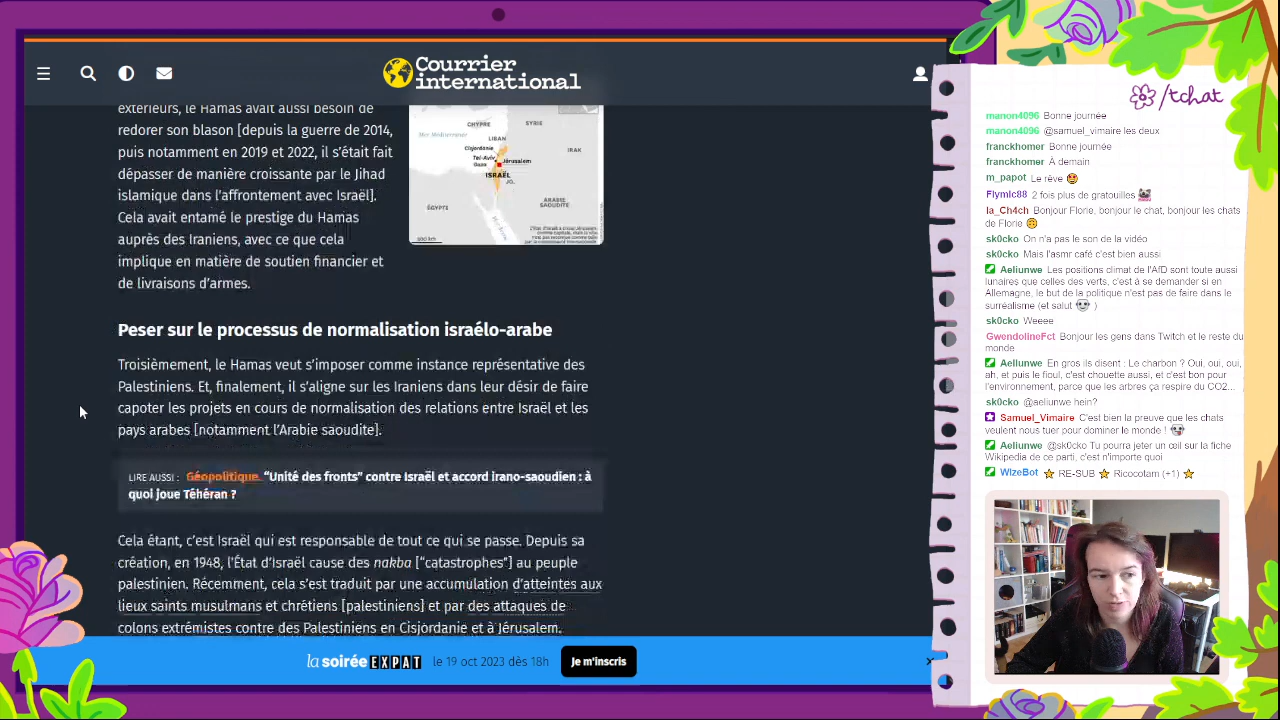 Courrier
international
extérieurs, le Hamas avait aussi besoin de
redorer son blason [depuis la guerre de 2014,
puis notamment en 2019 et 2022, il s'était fait
dépasser de manière croissante par le Jihad
islamique dans l'affrontement avec Israël].
Cela avait entamé le prestige du Hamas
auprès des Iraniens, avec ce que cela
implique en matière de soutien financier et
de livraisons d'armes.
CHYPRE
SYRIE
Mer Méditerranée
LIBAN
Cisjordanie
IRAK
Tel-Aviv
Jérusalem
Gaza
ISRAËL
JO.
ÉGYPTE
ARABIE
SAOUDITE
500 km
Peser sur le processus de normalisation israélo-arabe
Troisièmement, le Hamas veut s'imposer comme instance représentative des
Palestiniens. Et, finalement, il s'aligne sur les Iraniens dans leur désir de faire
capoter les projets en cours de normalisation des relations entre Israël et les
pays arabes [notamment l'Arabie saoudite].
LIRE AUSSI : Géopolitique “Union des fronts” contre Israël et accord irano-saoudien : à
quoi joue Téhéran ?
Cela étant, c'est Israël qui est responsable de tout ce qui se passe. Depuis sa
création, en 1948, l'État d'Israël cause des nakba [“catastrophes”] au peuple
palestinien. Récemment, cela s'est traduit par une accumulation d'atteintes aux
lieux saints musulmans et chrétiens [palestiniens] et par des attaques de
colons extrémistes contre des Palestiniens en Cisjordanie et à Jérusalem.
la soirée EXPAT le 19 oct 2023 dès 18h Je m'inscris
/tchat
manon4096 Bonne journée
manon4096 @samuel_vimaire soyeux
franckhomer Bonne journée
franckhomer À demain
m_papot Le rêve
Flymic88 2 fois plus de gratouilles
la_Ch4ch Bonjour Florie, bonjour le chat, bonjour les chats
de Florie
sk0cko On n'a pas le son de la vidéo
sk0cko Mais l'asmr café c'est bien aussi
Aeliunwe Les positions climat de l'AfD sont toute aussi
lunaires que celles des verts, c'est à se demander si en
Allemagne, le but de la politique n'est pas de faire dans le
surréalisme (et salut )
sk0cko Weeee
GwendolineFct Bonjour les gens de Twitch et le reste du
monde
Aeliunwe En gros ils disent : Le charbon ? Oui, oui, oui,
ah, et puis le fioul, c'est chouette aussi, et c'est bon pour
l'environnement, parce que les arbres ça respire du CO2...
sk0cko @aeliunwe hein?
Samuel_Vimaire C'est bien la preuve que les chats
veulent nous tuer pour dominer le monde !
Aeliunwe @sk0cko Tu pourra jeter un œil sur la fiche
Wikipedia de ce parti, c'est n'importe quoi
WizeBot RE-SUB Ricocotam (+1)